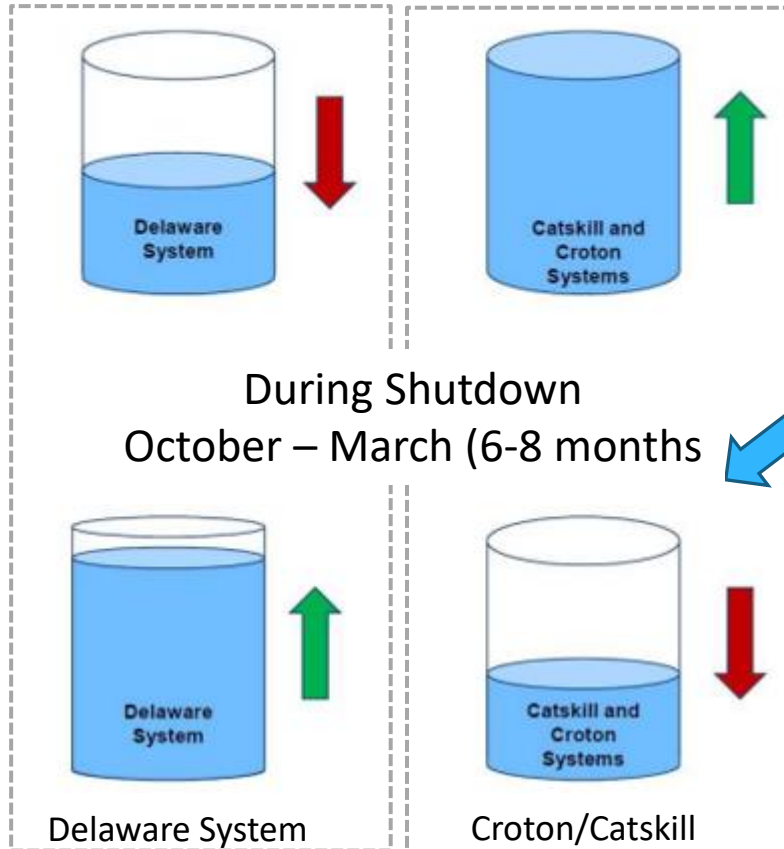 Delaware
System
Catskill and
Croton
Systems
During Shutdown
October – March (6-8 months
Delaware
System
Catskill and
Croton
Systems
Delaware System
Croton/Catskill